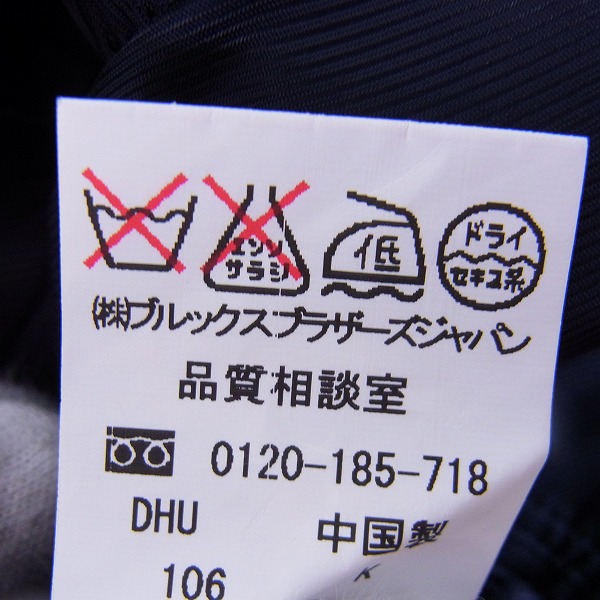 エンソ
サラシ
低
ドライ
セキユ系
(株)ブルックスブラザーズジャパン
品質相談室
0120-185-718
DHU 中国製
106 K